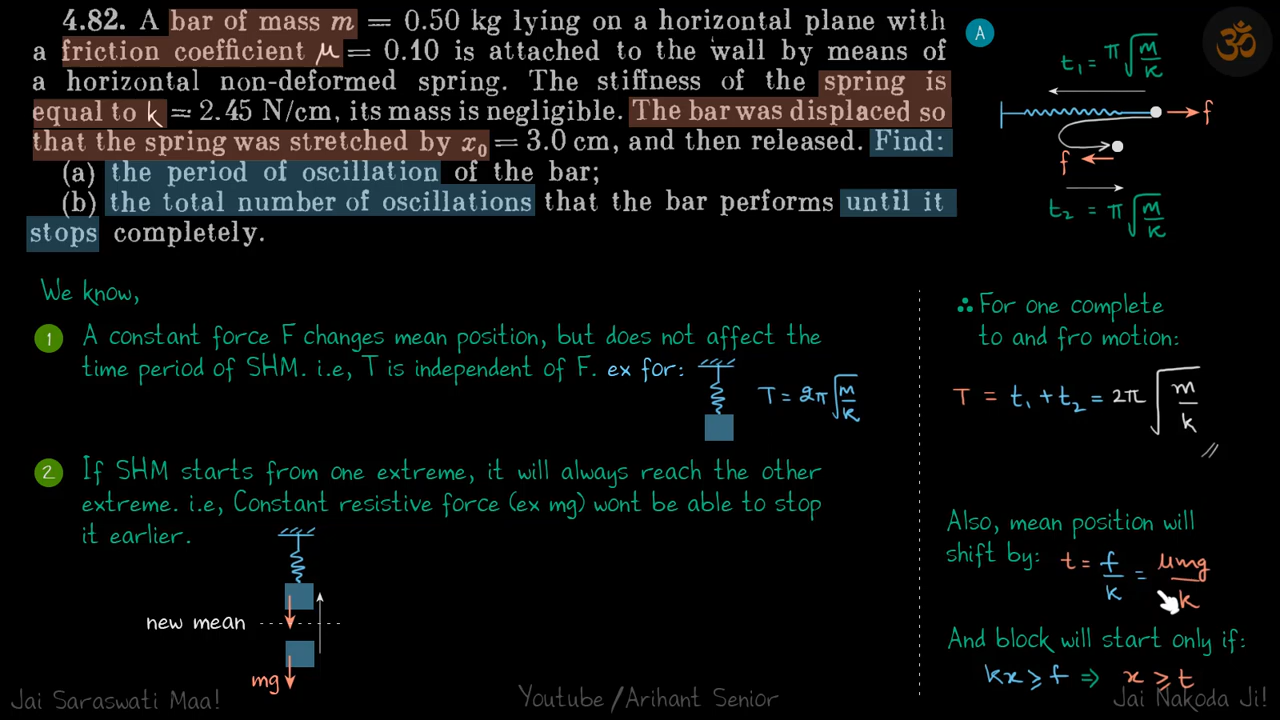 4.82. A bar of mass m = 0.50 kg lying on a horizontal plane with
a friction coefficient μ = 0.10 is attached to the wall by means of
a horizontal non-deformed spring. The stiffness of the spring is
equal to k = 2.45 N/cm, its mass is negligible. The bar was displaced so
that the spring was stretched by x₀ = 3.0 cm, and then released. Find:
(a) the period of oscillation of the bar;
(b) the total number of oscillations that the bar performs until it
stops completely.
A
ॐ
t₁ = π√(m/k)
f
f
t₂ = π√(m/k)
We know,
1 A constant force F changes mean position, but does not affect the
time period of SHM. i.e, T is independent of F. ex for:
T = 2π√(m/k)
2 If SHM starts from one extreme, it will always reach the other
extreme. i.e, Constant resistive force (ex mg) wont be able to stop
it earlier.
new mean
mg
∴ For one complete
to and fro motion:
T = t₁ + t₂ = 2π√(m/k) //
Also, mean position will
shift by: t = f/k = μmg/k
And block will start only if:
kx ≥ f ⇒ x ≥ t
Jai Saraswati Maa!
Youtube /Arihant Senior
Jai Nakoda Ji!